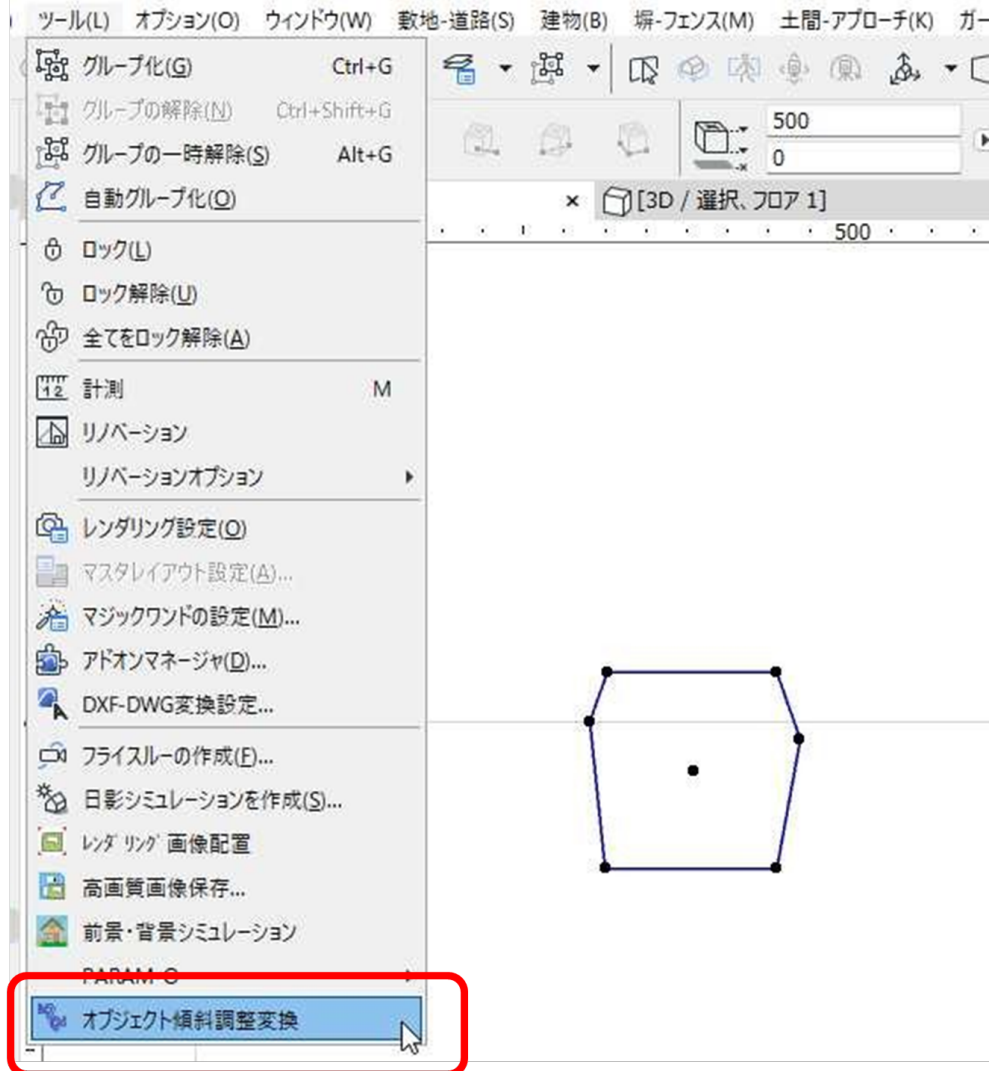 ツール(L) オプション(O) ウィンドウ(W) 敷地-道路(S) 建物(B) 塀-フェンス(M) 土間-アプローチ(K) ガー
グループ化(G) Ctrl+G
グループの解除(N) Ctrl+Shift+G
500
グループの一時解除(S) Alt+G
0
自動グループ化(O)
[3D / 選択、フロア 1]
500
ロック(L)
ロック解除(U)
全てをロック解除(A)
計測 M
リノベーション
リノベーションオプション
レンダリング設定(O)
マスタレイアウト設定(A)...
マジックワンドの設定(M)...
アドオンマネージャ(D)...
DXF-DWG変換設定...
フライスルーの作成(F)...
日影シミュレーションを作成(S)...
レンダリング 画像配置
高画質画像保存...
前景・背景シミュレーション
PARAM-O
オブジェクト傾斜調整変換